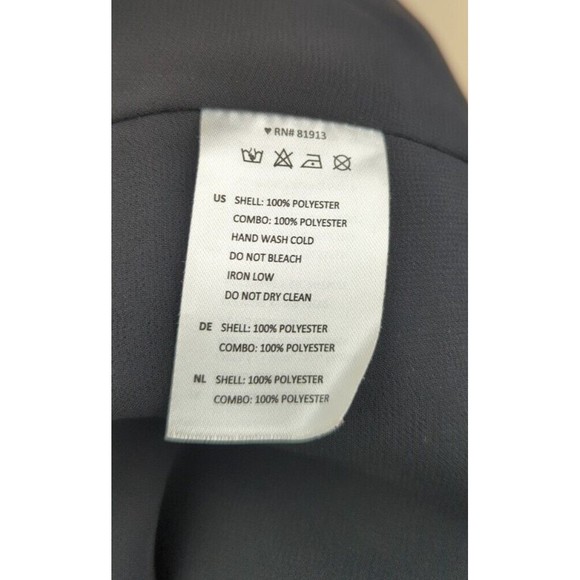 ♥ RN# 81913
US SHELL: 100% POLYESTER
COMBO: 100% POLYESTER
HAND WASH COLD
DO NOT BLEACH
IRON LOW
DO NOT DRY CLEAN
DE SHELL: 100% POLYESTER
COMBO: 100% POLYESTER
NL SHELL: 100% POLYESTER
COMBO: 100% POLYESTER